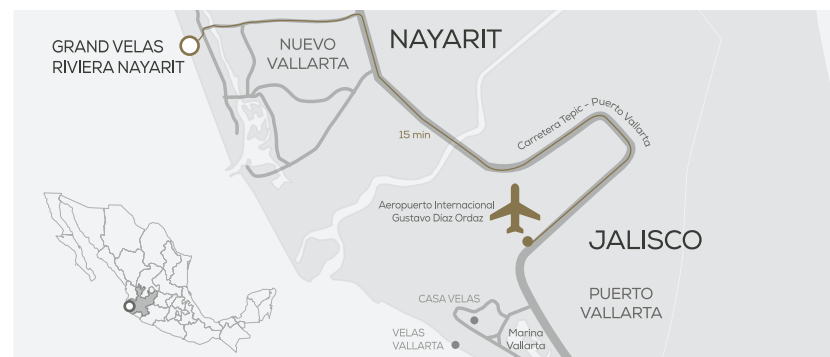 GRAND VELAS
RIVIERA NAYARIT
NUEVO
VALLARTA
NAYARIT
15 min
Carretera Tepic - Puerto Vallarta
Aeropuerto Internacional
Gustavo Díaz Ordaz
JALISCO
PUERTO
VALLARTA
CASA VELAS
VELAS
VALLARTA
Marina
Vallarta